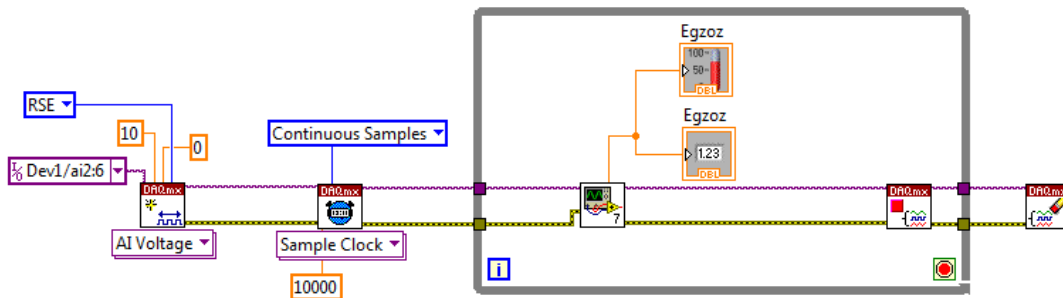 Egzoz
100
50
DBL
RSE
10
0
Continuous Samples
Egzoz
1.23
DBL
I/O Dev1/ai2:6
DAQmx
DAQmx
DAQmx
DAQmx
7
AI Voltage
Sample Clock
i
10000